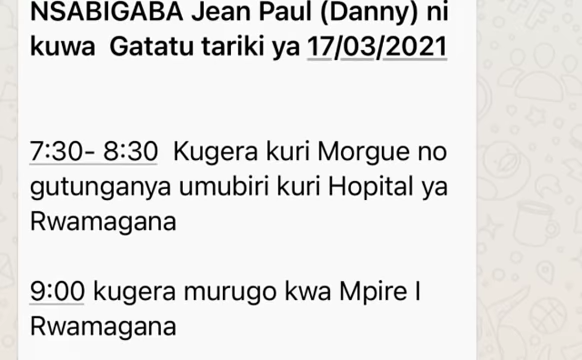 NSABIGABA Jean Paul (Danny) ni
kuwa  Gatatu tariki ya 17/03/2021
7:30- 8:30  Kugera kuri Morgue no
gutunganya umubiri kuri Hopital ya
Rwamagana
9:00 kugera murugo kwa Mpire I
Rwamagana